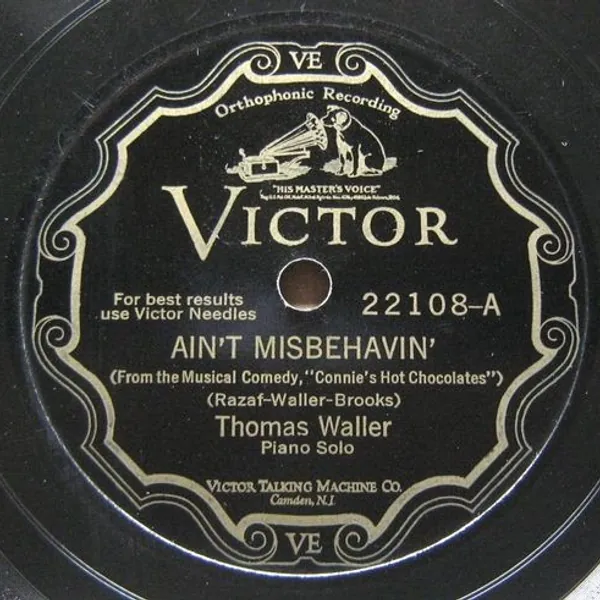 VE
Orthophonic Recording
"HIS MASTER'S VOICE"
VICTOR
For best results
use Victor Needles
22108-A
AIN'T MISBEHAVIN'
(From the Musical Comedy, "Connie's Hot Chocolates")
(Razaf-Waller-Brooks)
Thomas Waller
Piano Solo
VICTOR TALKING MACHINE CO.
Camden, N.J.
VE